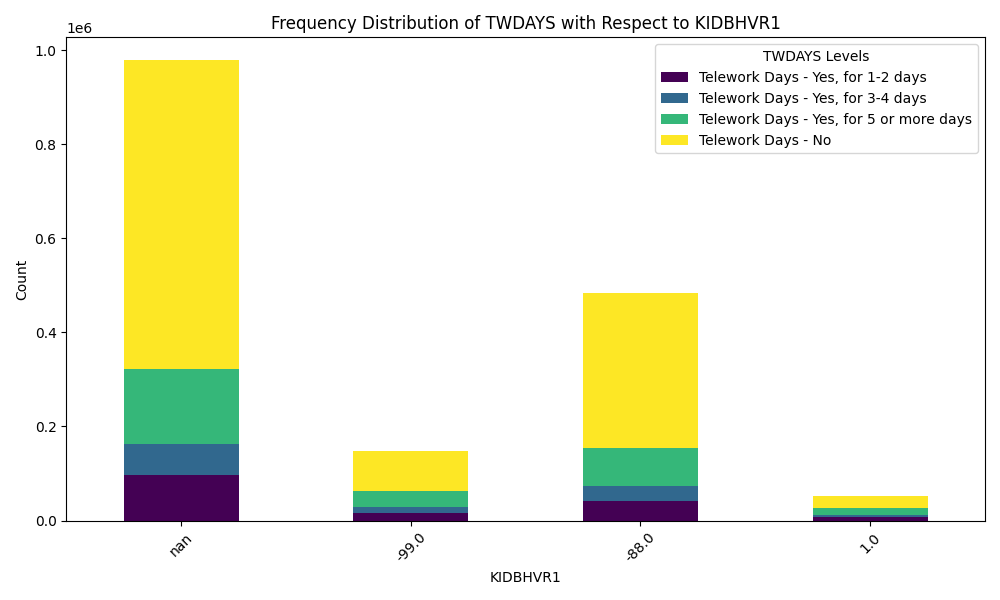 Frequency Distribution of TWDAYS with Respect to KIDBHVR1
1e6
TWDAYS Levels
Telework Days - Yes, for 1-2 days
Telework Days - Yes, for 3-4 days
Telework Days - Yes, for 5 or more days
Telework Days - No
1.0
0.8
0.6
0.4
0.2
0.0
Count
nan
-99.0
-88.0
1.0
KIDBHVR1